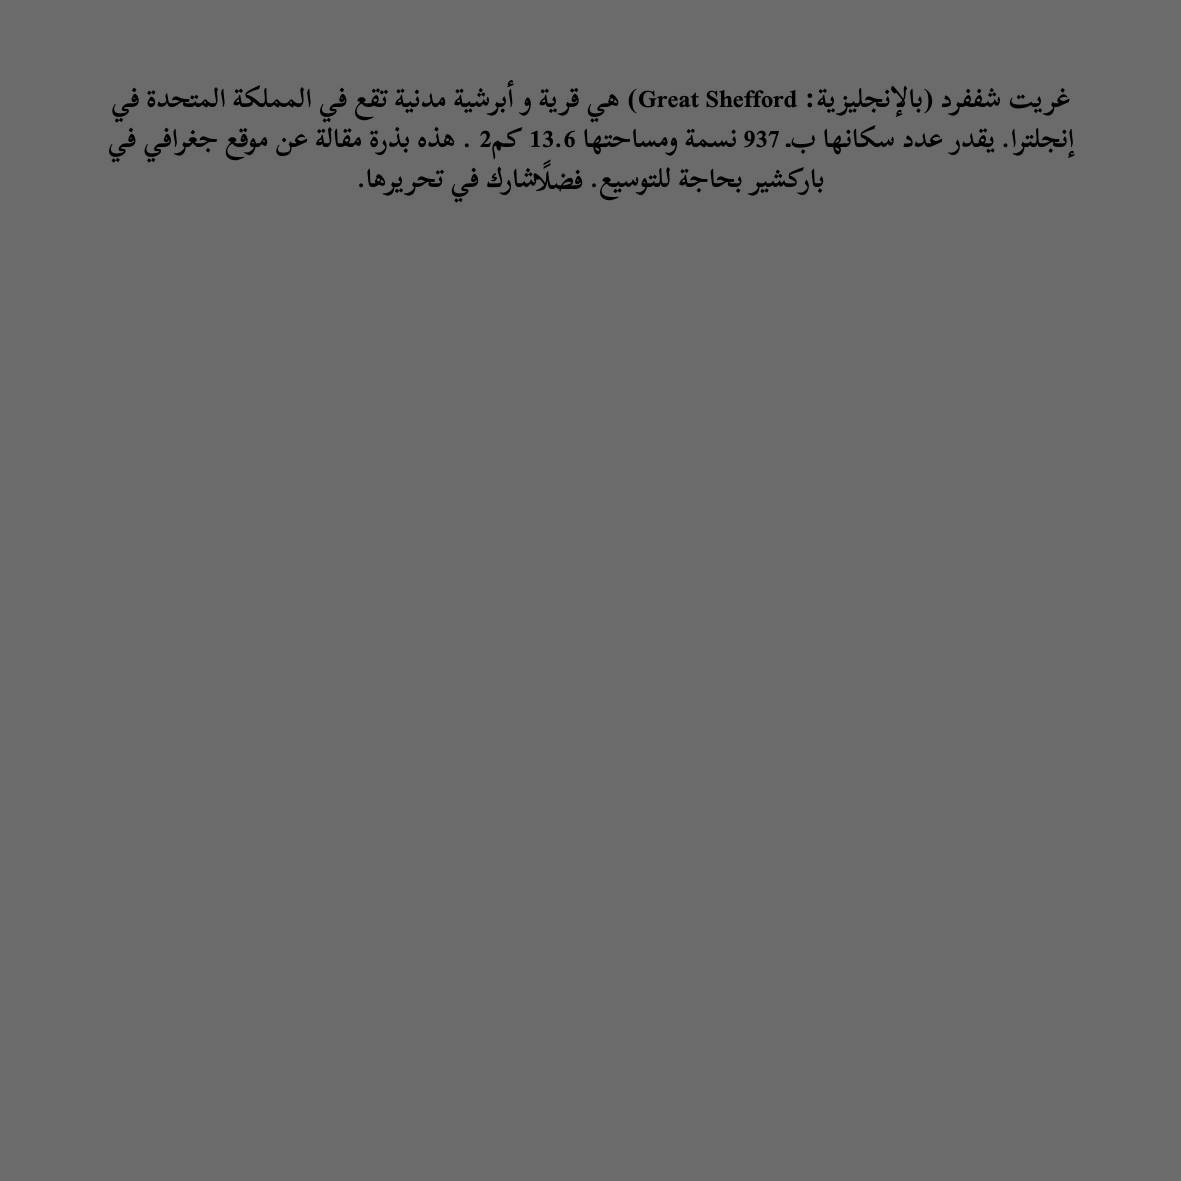 غريت شففرد (بالإنجليزية: Great Shefford) هي قرية و أبرشية مدنية تقع في المملكة المتحدة في
إنجلترا. يقدر عدد سكانها بـ 937 نسمة ومساحتها 13.6 كم2 . هذه بذرة مقالة عن موقع جغرافي في
باركشير بحاجة للتوسيع. فضلًاشارك في تحريرها.